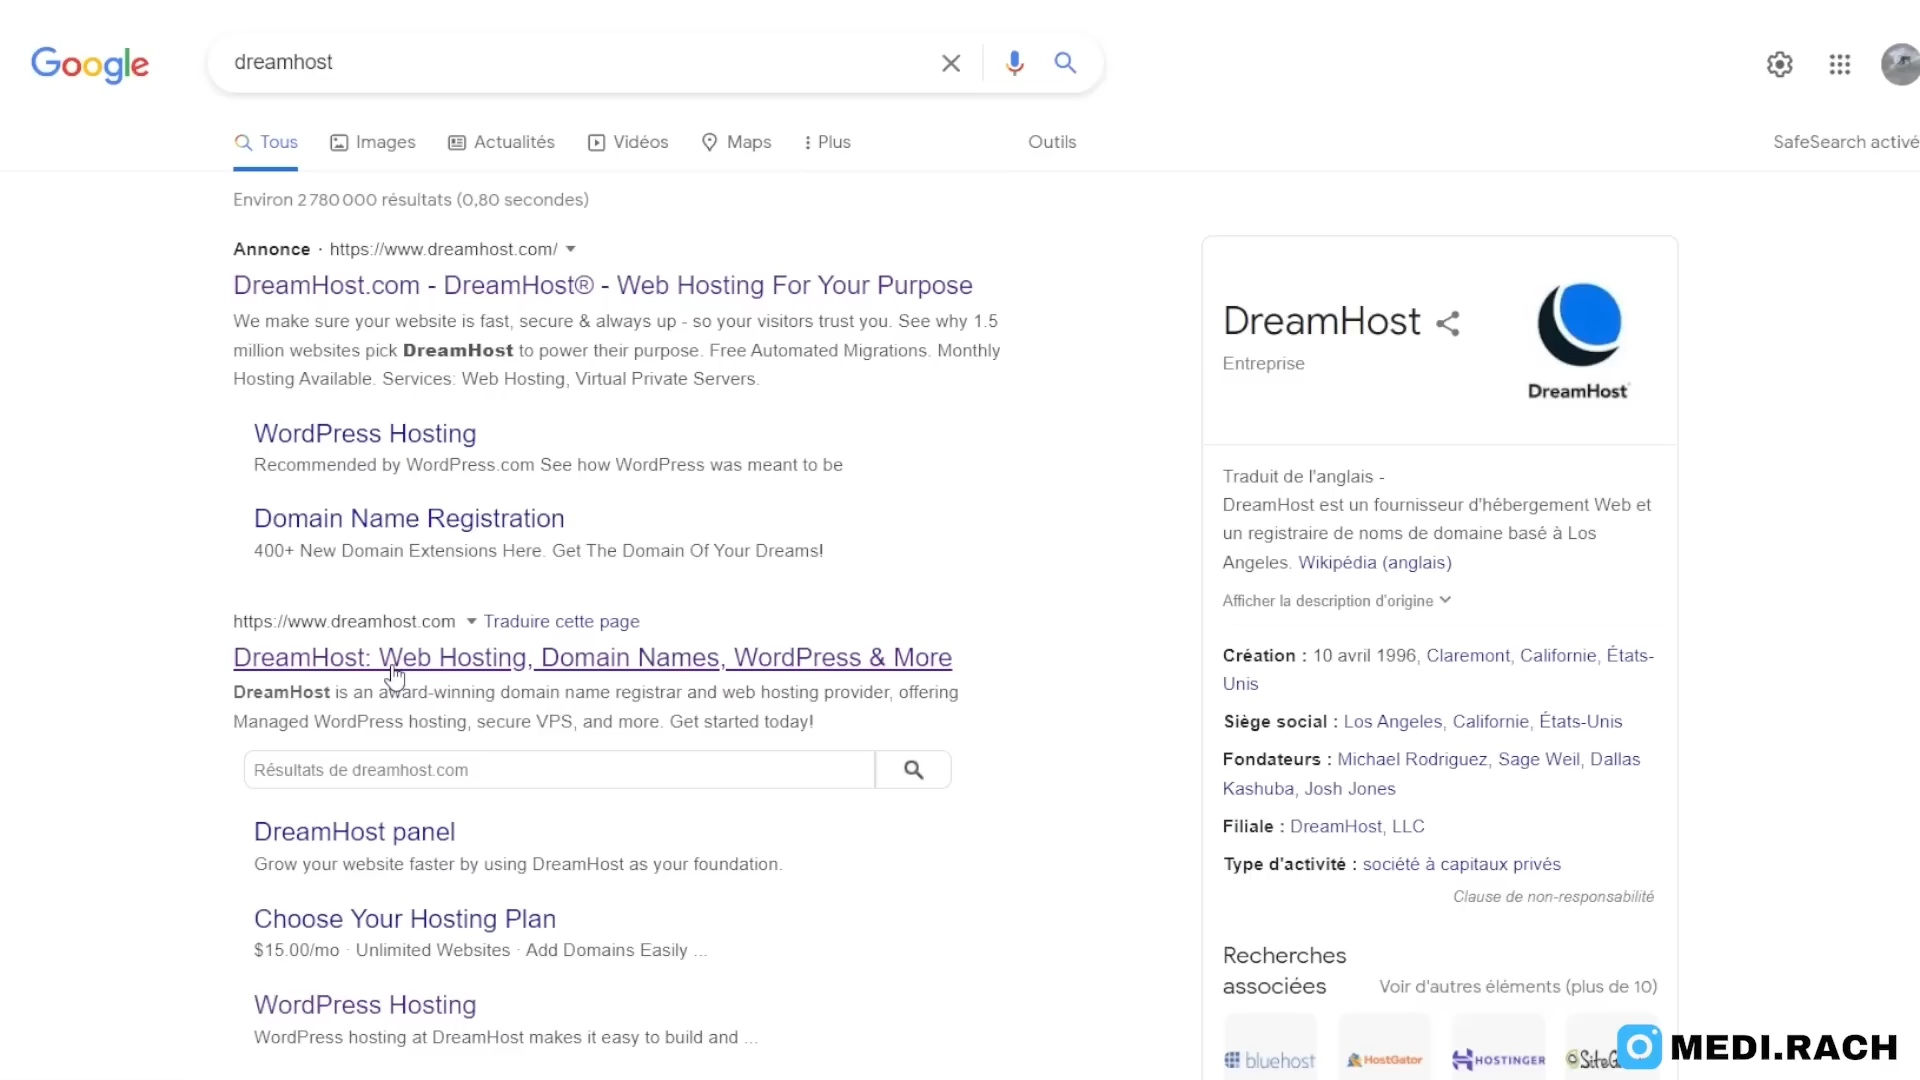 Google
dreamhost
Tous
Images
Actualités
Vidéos
Maps
Plus
Outils
SafeSearch activé
Environ 2 780 000 résultats (0,80 secondes)
Annonce · https://www.dreamhost.com/
DreamHost.com - DreamHost® - Web Hosting For Your Purpose
We make sure your website is fast, secure & always up - so your visitors trust you. See why 1.5
million websites pick DreamHost to power their purpose. Free Automated Migrations. Monthly
Hosting Available. Services: Web Hosting, Virtual Private Servers.
WordPress Hosting
Recommended by WordPress.com See how WordPress was meant to be
Domain Name Registration
400+ New Domain Extensions Here. Get The Domain Of Your Dreams!
https://www.dreamhost.com
Traduire cette page
DreamHost: Web Hosting, Domain Names, WordPress & More
DreamHost is an award-winning domain name registrar and web hosting provider, offering
Managed WordPress hosting, secure VPS, and more. Get started today!
Résultats de dreamhost.com
DreamHost panel
Grow your website faster by using DreamHost as your foundation.
Choose Your Hosting Plan
$15.00/mo · Unlimited Websites · Add Domains Easily ...
WordPress Hosting
WordPress hosting at DreamHost makes it easy to build and ...
DreamHost
Entreprise
DreamHost
Traduit de l'anglais -
DreamHost est un fournisseur d'hébergement Web et
un registraire de noms de domaine basé à Los
Angeles. Wikipédia (anglais)
Afficher la description d'origine
Création : 10 avril 1996, Claremont, Californie, États-
Unis
Siège social : Los Angeles, Californie, États-Unis
Fondateurs : Michael Rodriguez, Sage Weil, Dallas
Kashuba, Josh Jones
Filiale : DreamHost, LLC
Type d'activité : société à capitaux privés
Clause de non-responsabilité
Recherches
associées
Voir d'autres éléments (plus de 10)
bluehost
HostGator
HOSTINGER
MEDI.RACH